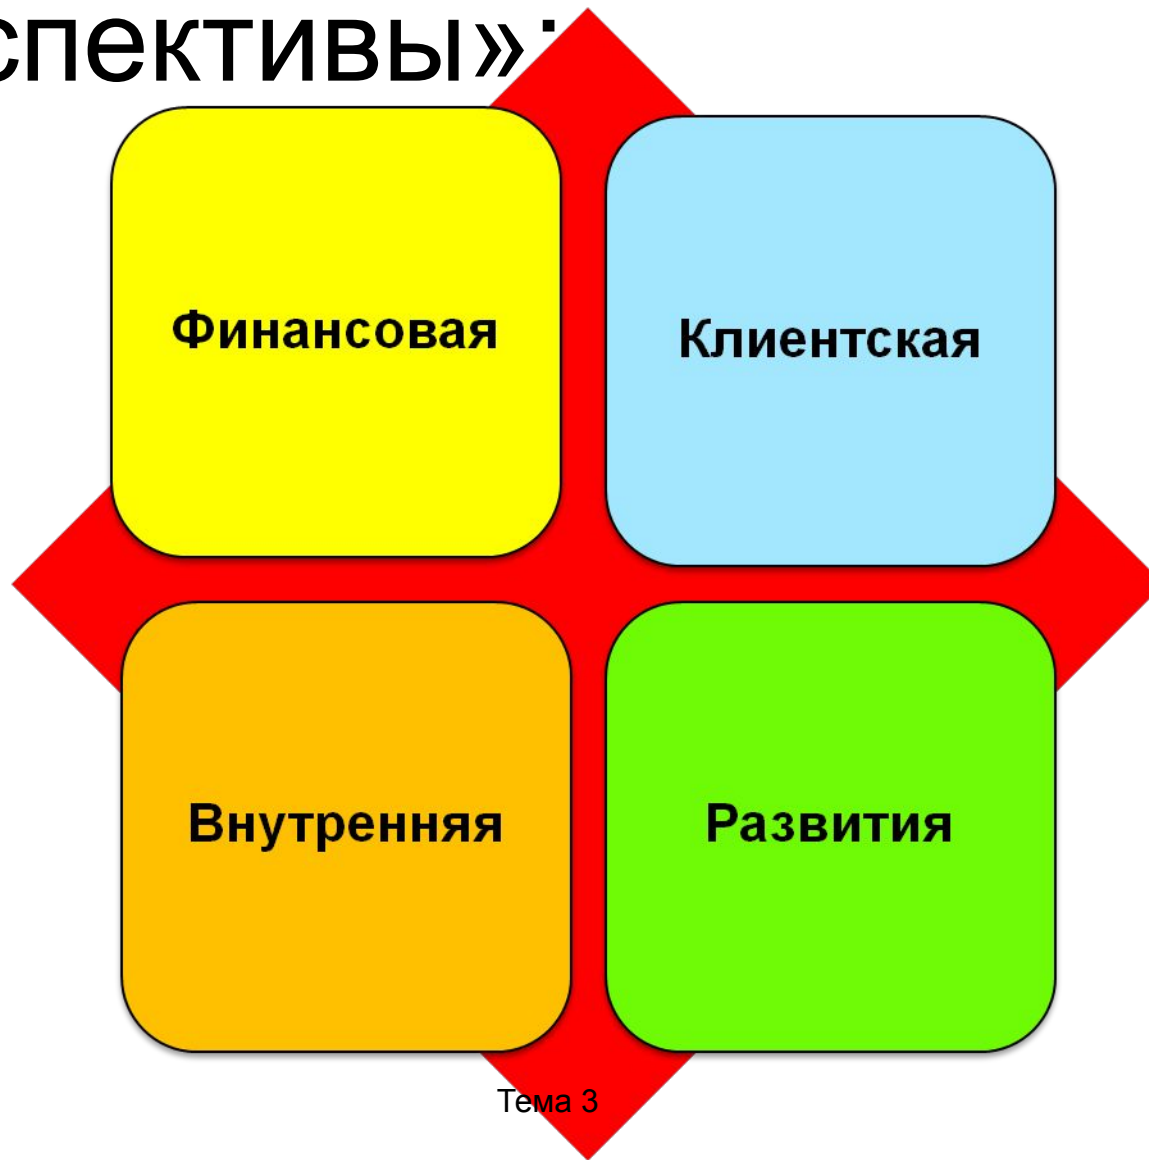 спективы»:
Финансовая
Клиентская
Внутренняя
Развития
Тема 3